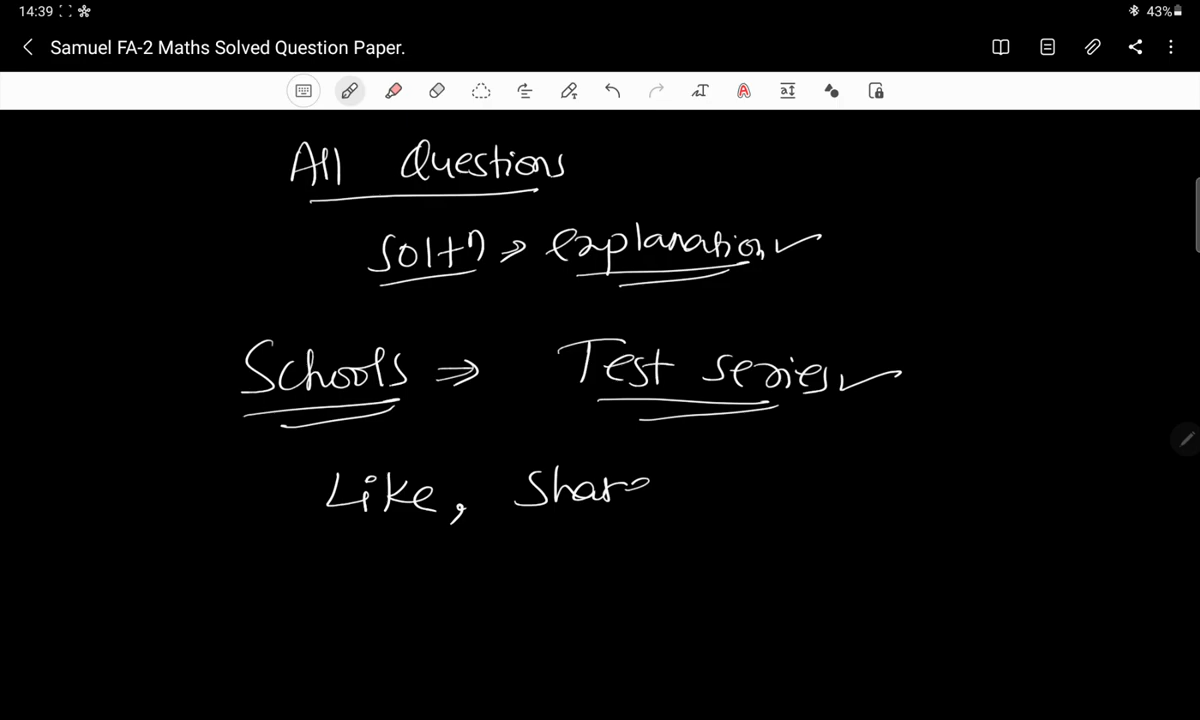 14:39 43%
Samuel FA-2 Maths Solved Question Paper.
All Questions
Soltn ⇒ explanation ✓
Schools ⇒ Test series ✓
Like, Share